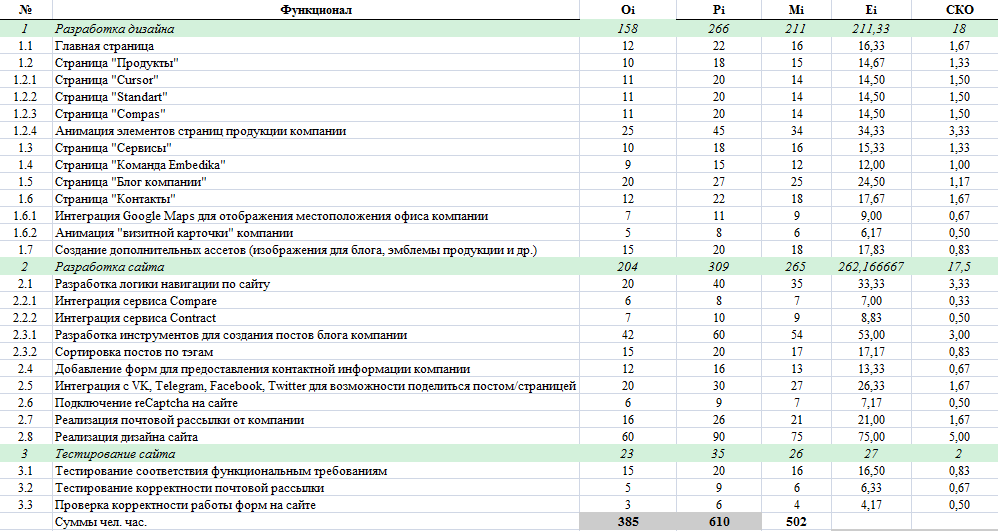 № Функционал Oi Pi Mi Ei СКО
1 Разработка дизайна 158 266 211 211,33 18
1.1 Главная страница 12 22 16 16,33 1,67
1.2 Страница "Продукты" 10 18 15 14,67 1,33
1.2.1 Страница "Cursor" 11 20 14 14,50 1,50
1.2.2 Страница "Standart" 11 20 14 14,50 1,50
1.2.3 Страница "Compas" 11 20 14 14,50 1,50
1.2.4 Анимация элементов страниц продукции компании 25 45 34 34,33 3,33
1.3 Страница "Сервисы" 10 18 16 15,33 1,33
1.4 Страница "Команда Embedika" 9 15 12 12,00 1,00
1.5 Страница "Блог компании" 20 27 25 24,50 1,17
1.6 Страница "Контакты" 12 22 18 17,67 1,67
1.6.1 Интеграция Google Maps для отображения местоположения офиса компании 7 11 9 9,00 0,67
1.6.2 Анимация "визитной карточки" компании 5 8 6 6,17 0,50
1.7 Создание дополнительных ассетов (изображения для блога, эмблемы продукции и др.) 15 20 18 17,83 0,83
2 Разработка сайта 204 309 265 262,166667 17,5
2.1 Разработка логики навигации по сайту 20 40 35 33,33 3,33
2.2.1 Интеграция сервиса Compare 6 8 7 7,00 0,33
2.2.2 Интеграция сервиса Contract 7 10 9 8,83 0,50
2.3.1 Разработка инструментов для создания постов блога компании 42 60 54 53,00 3,00
2.3.2 Сортировка постов по тэгам 15 20 17 17,17 0,83
2.4 Добавление форм для предоставления контактной информации компании 12 16 13 13,33 0,67
2.5 Интеграция с VK, Telegram, Facebook, Twitter для возможности поделиться постом/страницей 20 30 27 26,33 1,67
2.6 Подключение reCaptcha на сайте 6 9 7 7,17 0,50
2.7 Реализация почтовой рассылки от компании 16 26 21 21,00 1,67
2.8 Реализация дизайна сайта 60 90 75 75,00 5,00
3 Тестирование сайта 23 35 26 27 2
3.1 Тестирование соответствия функциональным требованиям 15 20 16 16,50 0,83
3.2 Тестирование корректности почтовой рассылки 5 9 6 6,33 0,67
3.3 Проверка корректности работы форм на сайте 3 6 4 4,17 0,50
Суммы чел. час. 385 610 502